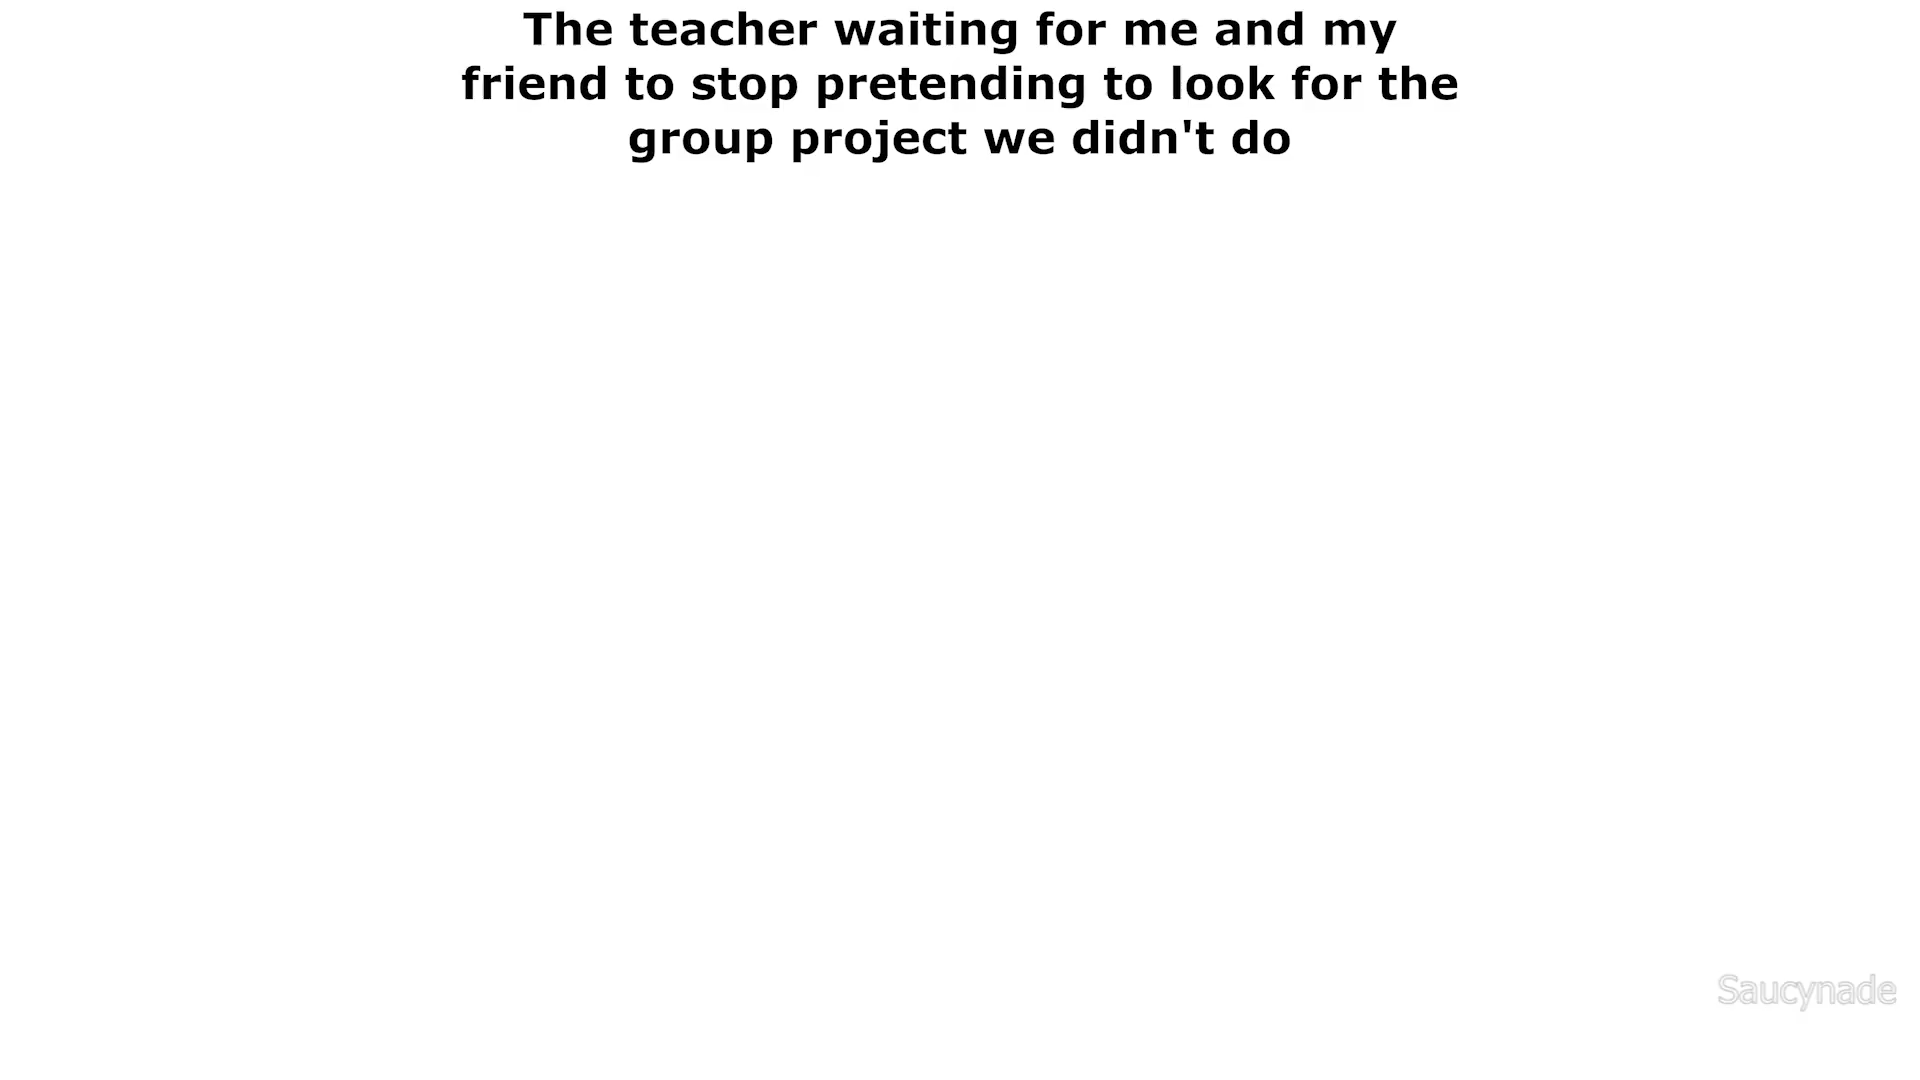 The teacher waiting for me and my
friend to stop pretending to look for the
group project we didn't do
Saucynade